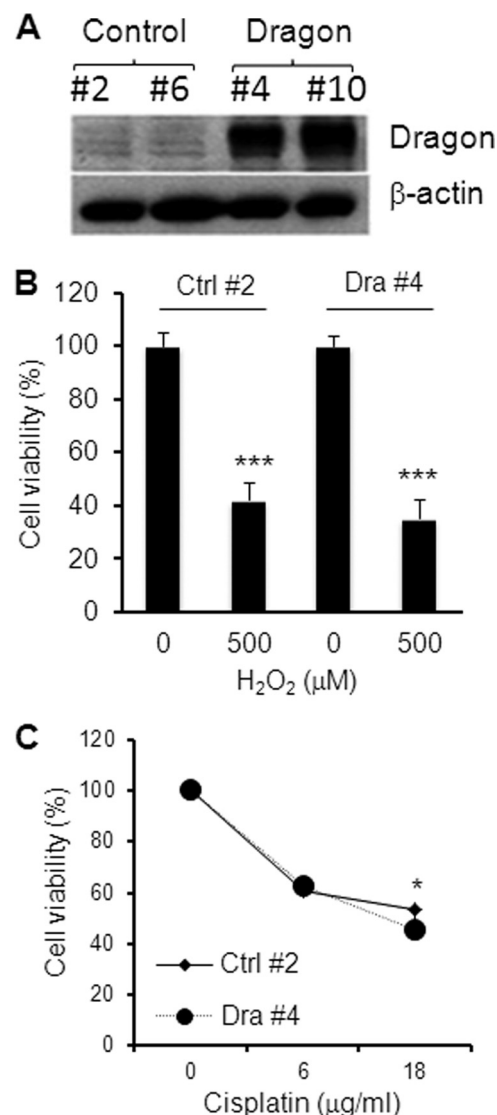 A
Control Dragon
#2 #6 #4 #10
Dragon
β-actin
B
120
100
80
60
40
20
0
Cell viability (%)
Ctrl #2 Dra #4
***
***
0 500 0 500
H₂O₂ (μM)
C
120
100
80
60
40
20
0
Cell viability (%)
*
Ctrl #2
Dra #4
0 6 18
Cisplatin (μg/ml)